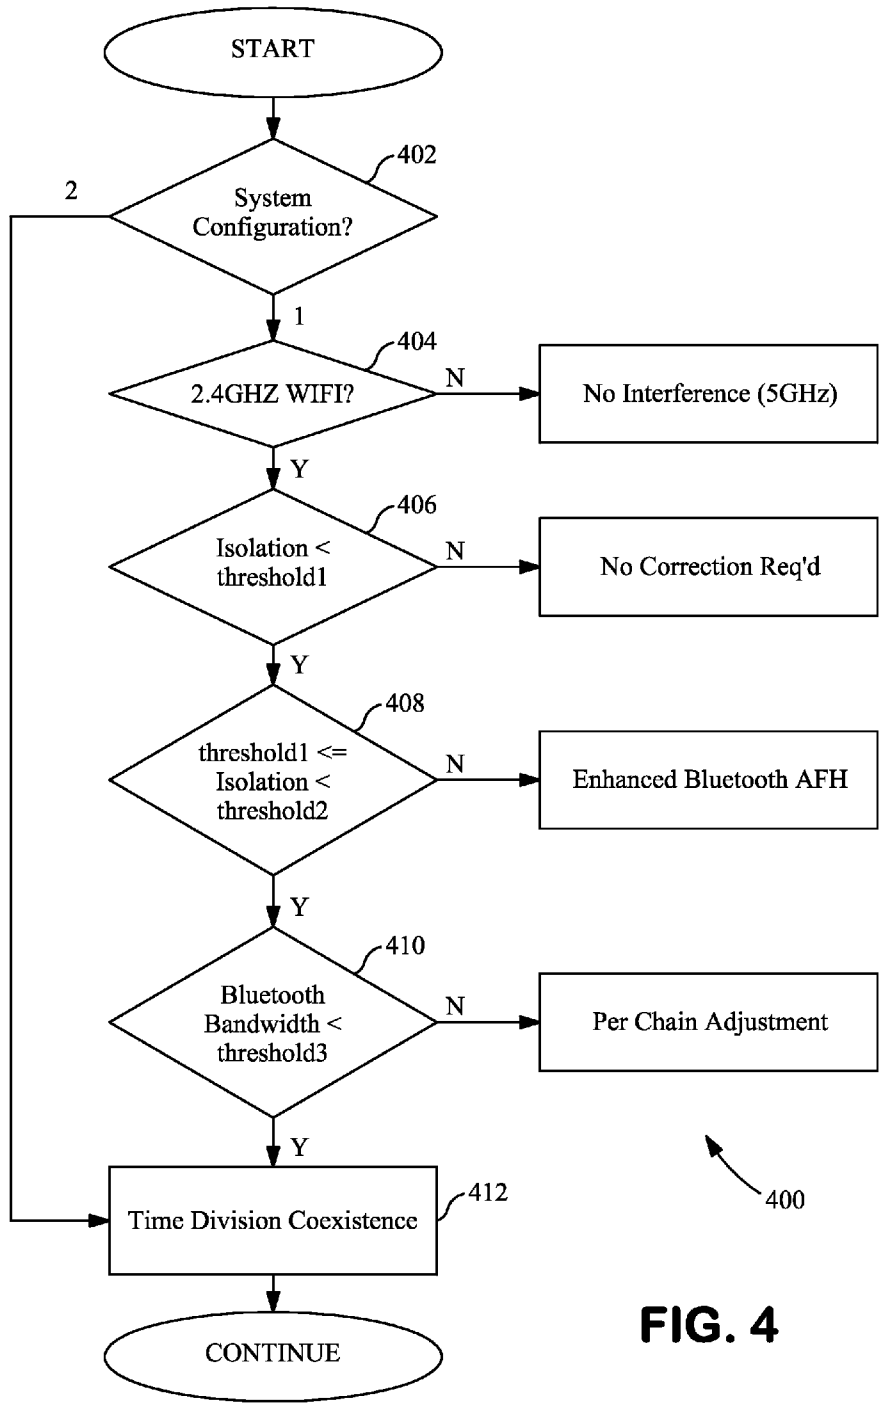 START
402
2
System
Configuration?
1
404
2.4GHZ WIFI?
N
No Interference (5GHz)
Y
406
Isolation <
threshold1
N
No Correction Req'd
Y
408
threshold1 <=
Isolation <
threshold2
N
Enhanced Bluetooth AFH
Y
410
Bluetooth
Bandwidth <
threshold3
N
Per Chain Adjustment
Y
412
Time Division Coexistence
400
CONTINUE
FIG. 4